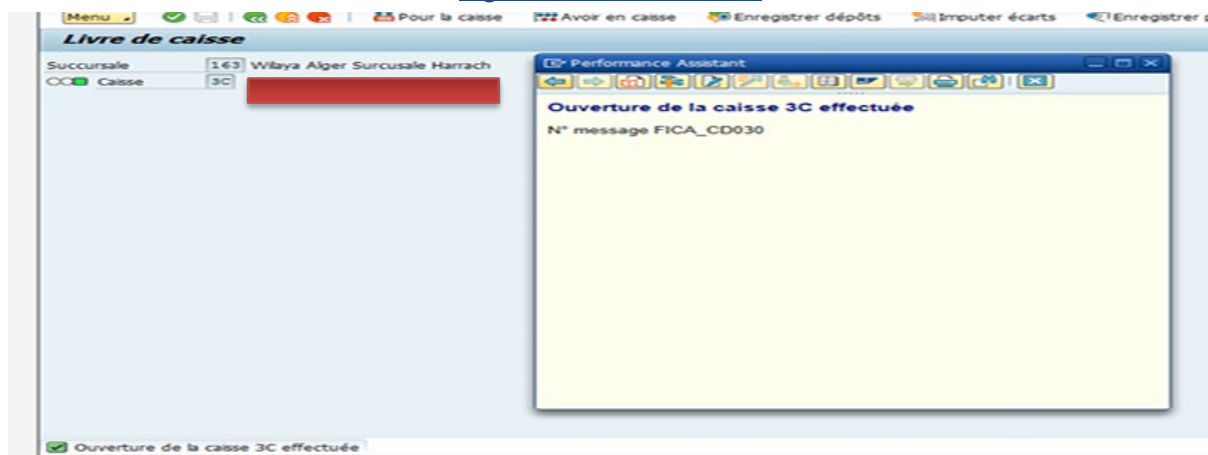 Menu
Pour la caisse
Avoir en caisse
Enregistrer dépôts
Imputer écarts
Enregistrer
Livre de caisse
Succursale 163 Wilaya Alger Surcusale Harrach
Caisse 3C
Performance Assistant
Ouverture de la caisse 3C effectuée
N° message FICA_CD030
Ouverture de la caisse 3C effectuée